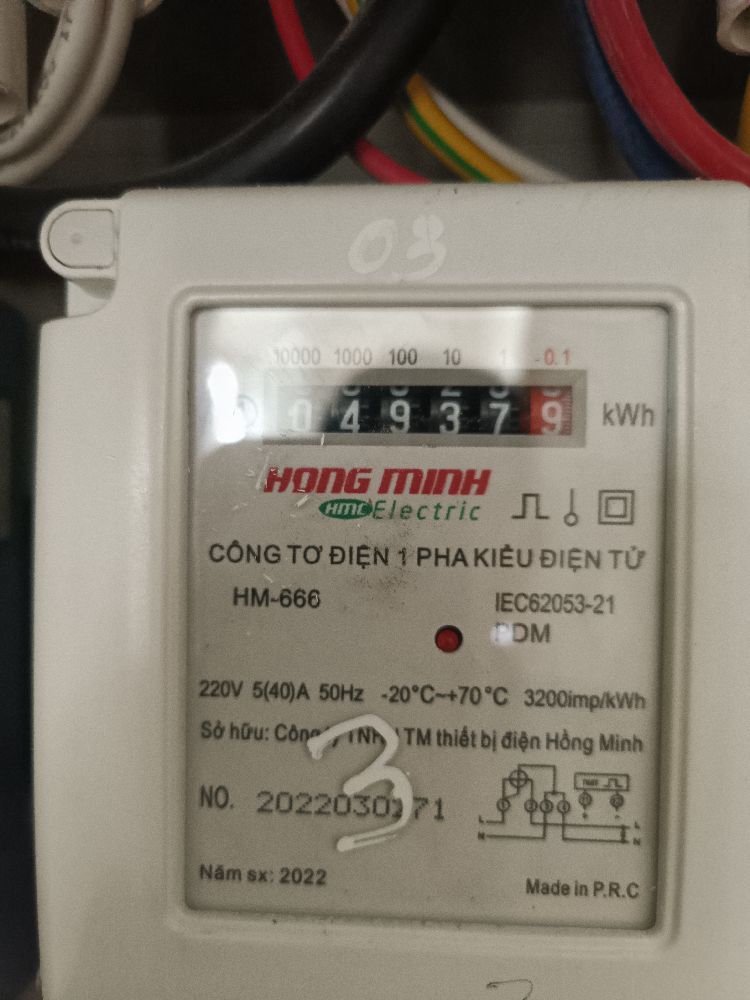 03
10000 1000 100 10 1 - 0.1
049379 kWh
HONG MINH
HMC Electric
CÔNG TƠ ĐIỆN 1 PHA KIỂU ĐIỆN TỬ
HM-666
IEC62053-21
PDM
220V 5(40)A 50Hz -20°C~+70°C 3200imp/kWh
Sở hữu: TM thiết bị điện Hồng Minh
3
NO.
Năm sx: 2022
Made in P.R.C
L L
N N